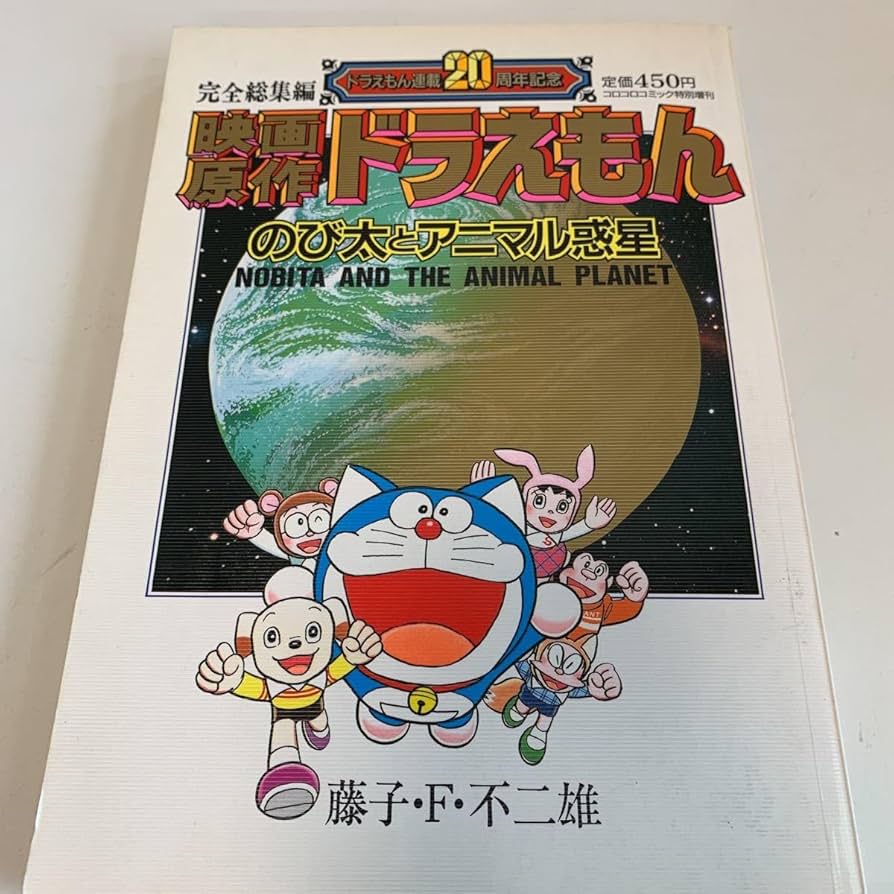 ドラえもん連載20周年記念
完全総集編
定価450円
コロコロコミック特別増刊
映画
原作
ドラえもん
のび太とアニマル惑星
NOBITA AND THE ANIMAL PLANET
藤子・F・不二雄